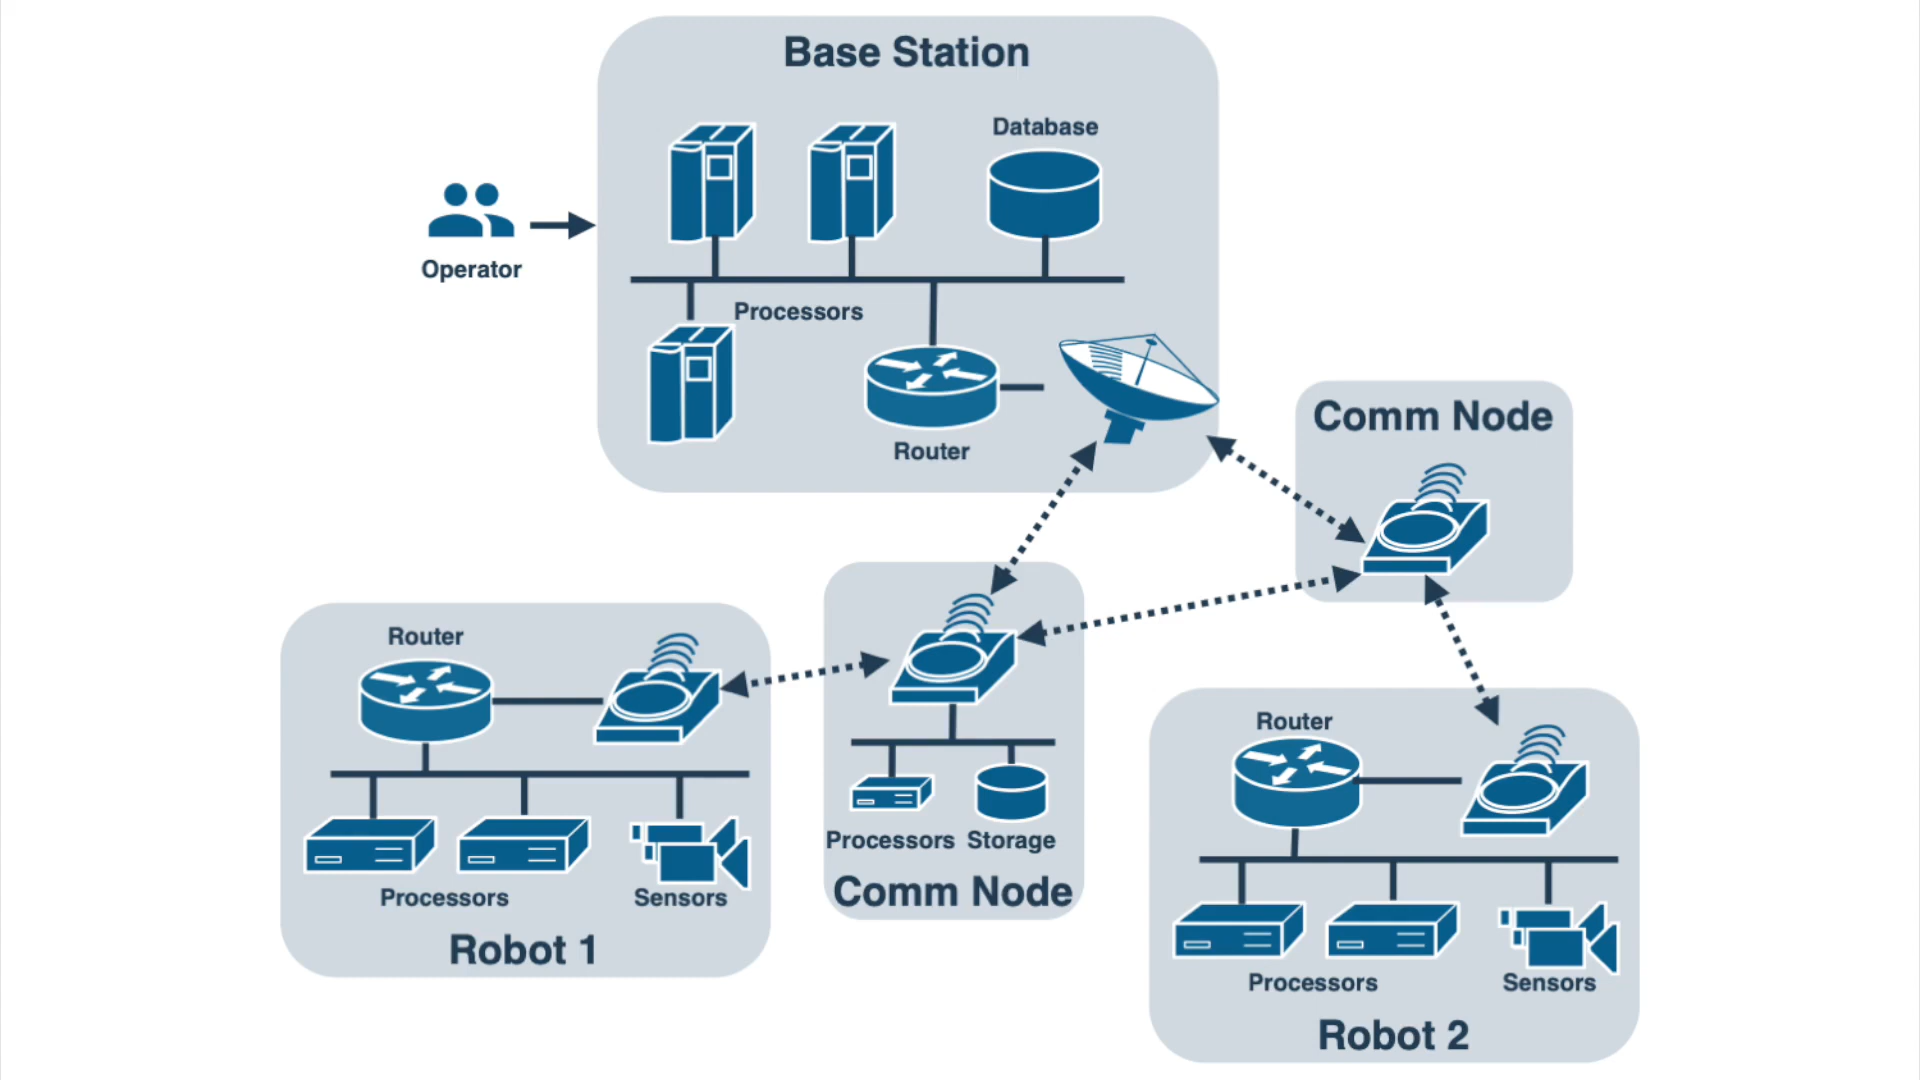 Base Station
Database
Operator
Processors
Router
Comm Node
Router
Processors
Sensors
Robot 1
Processors Storage
Comm Node
Router
Processors
Sensors
Robot 2